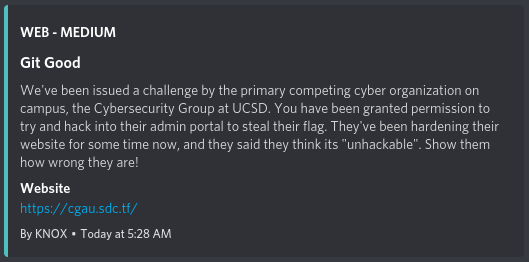 WEB - MEDIUM
Git Good
We've been issued a challenge by the primary competing cyber organization on
campus, the Cybersecurity Group at UCSD. You have been granted permission to
try and hack into their admin portal to steal their flag. They've been hardening their
website for some time now, and they said they think its "unhackable". Show them
how wrong they are!
Website
https://cgau.sdc.tf/
By KNOX • Today at 5:28 AM